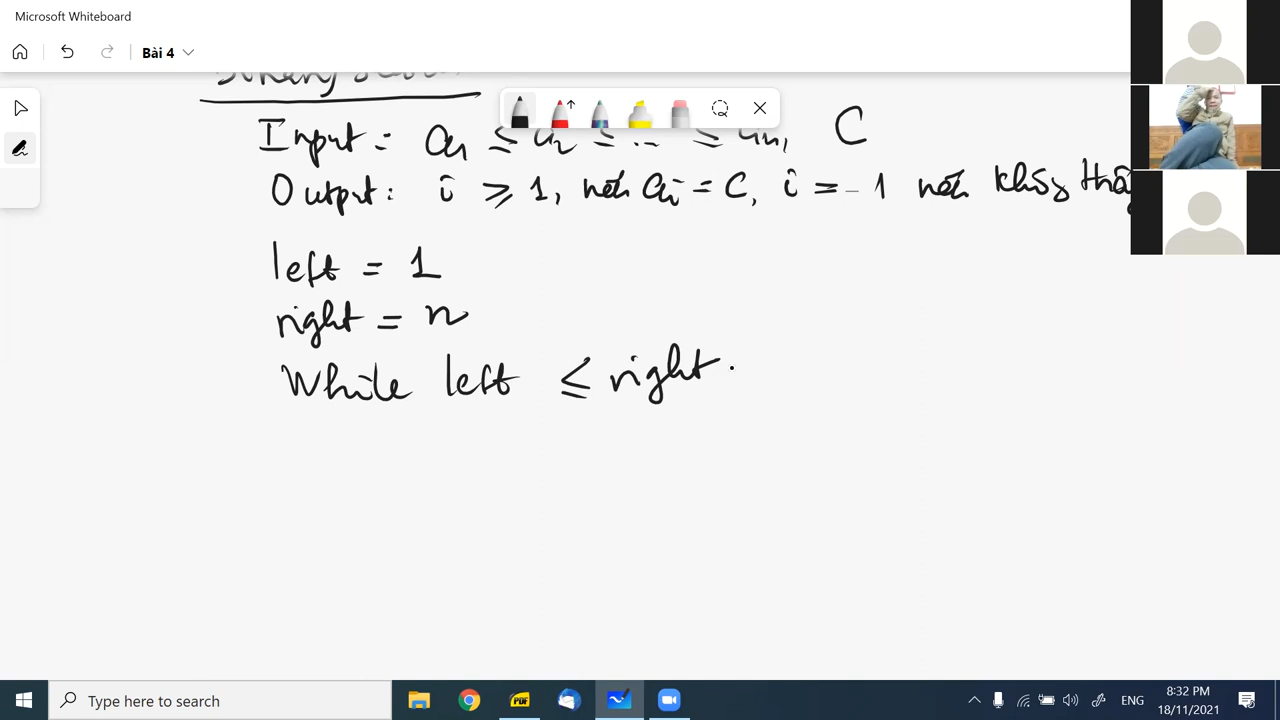 Microsoft Whiteboard
Bài 4
Input: a1 ≤ a2 ≤ ... ≤ an, C
Output: i ≥ 1, nếu ai = C, i = -1 nếu không thấy
left = 1
right = n
While left ≤ right
Type here to search
ENG
8:32 PM
18/11/2021